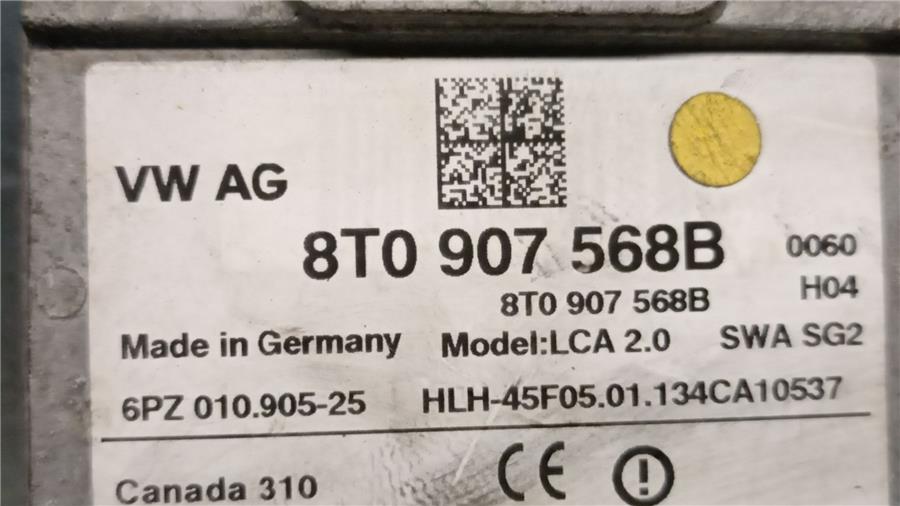 VW AG
8T0 907 568B 0060
8T0 907 568B H04
Made in Germany Model:LCA 2.0 SWA SG2
6PZ 010.905-25 HLH-45F05.01.134CA10537
Canada 310 CE